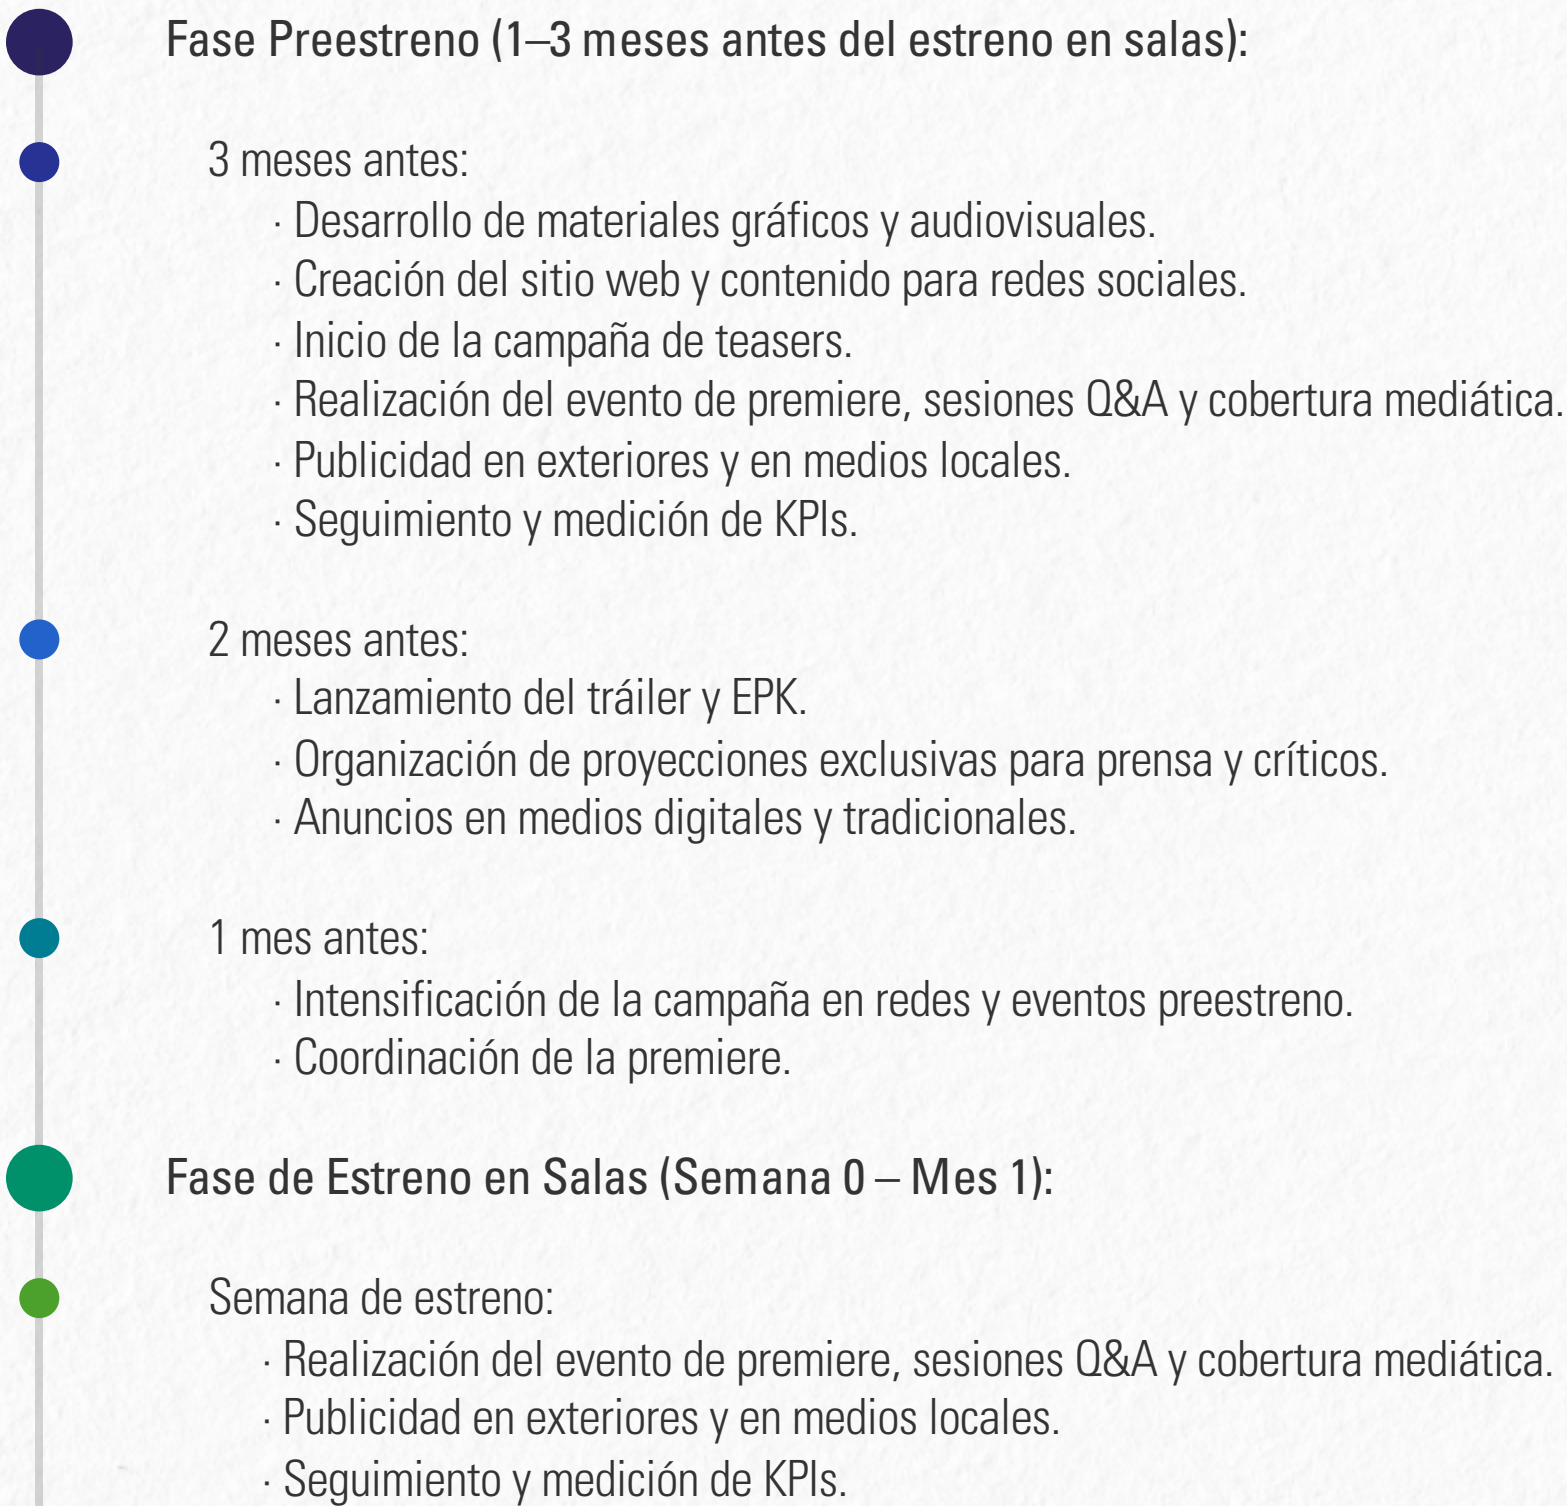 Fase Preestreno (1–3 meses antes del estreno en salas):
3 meses antes:
· Desarrollo de materiales gráficos y audiovisuales.
· Creación del sitio web y contenido para redes sociales.
· Inicio de la campaña de teasers.
· Realización del evento de premiere, sesiones Q&A y cobertura mediática.
· Publicidad en exteriores y en medios locales.
· Seguimiento y medición de KPIs.
2 meses antes:
· Lanzamiento del tráiler y EPK.
· Organización de proyecciones exclusivas para prensa y críticos.
· Anuncios en medios digitales y tradicionales.
1 mes antes:
· Intensificación de la campaña en redes y eventos preestreno.
· Coordinación de la premiere.
Fase de Estreno en Salas (Semana 0 – Mes 1):
Semana de estreno:
· Realización del evento de premiere, sesiones Q&A y cobertura mediática.
· Publicidad en exteriores y en medios locales.
· Seguimiento y medición de KPIs.